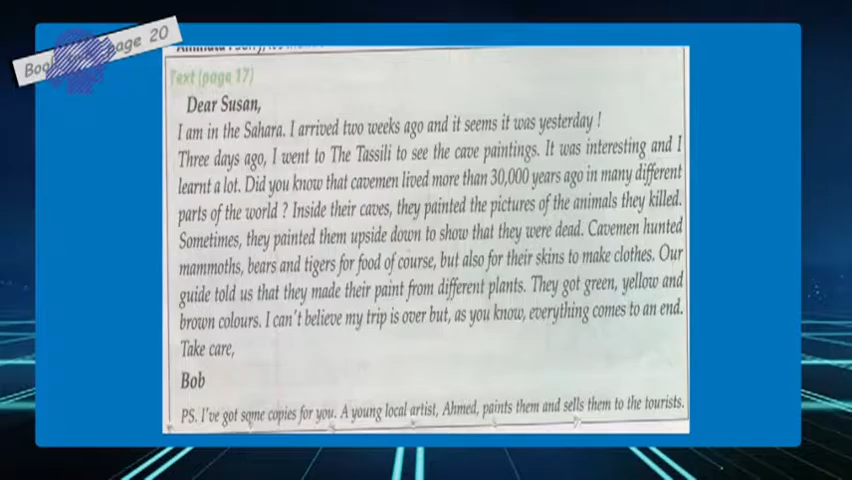 page 20
Text (page 17)
Dear Susan,
I am in the Sahara. I arrived two weeks ago and it seems it was yesterday !
Three days ago, I went to The Tassili to see the cave paintings. It was interesting and I
learnt a lot. Did you know that cavemen lived more than 30,000 years ago in many different
parts of the world ? Inside their caves, they painted the pictures of the animals they killed.
Sometimes, they painted them upside down to show that they were dead. Cavemen hunted
mammoths, bears and tigers for food of course, but also for their skins to make clothes. Our
guide told us that they made their paint from different plants. They got green, yellow and
brown colours. I can't believe my trip is over but, as you know, everything comes to an end.
Take care,
Bob
PS. I've got some copies for you. A young local artist, Ahmed, paints them and sells them to the tourists.